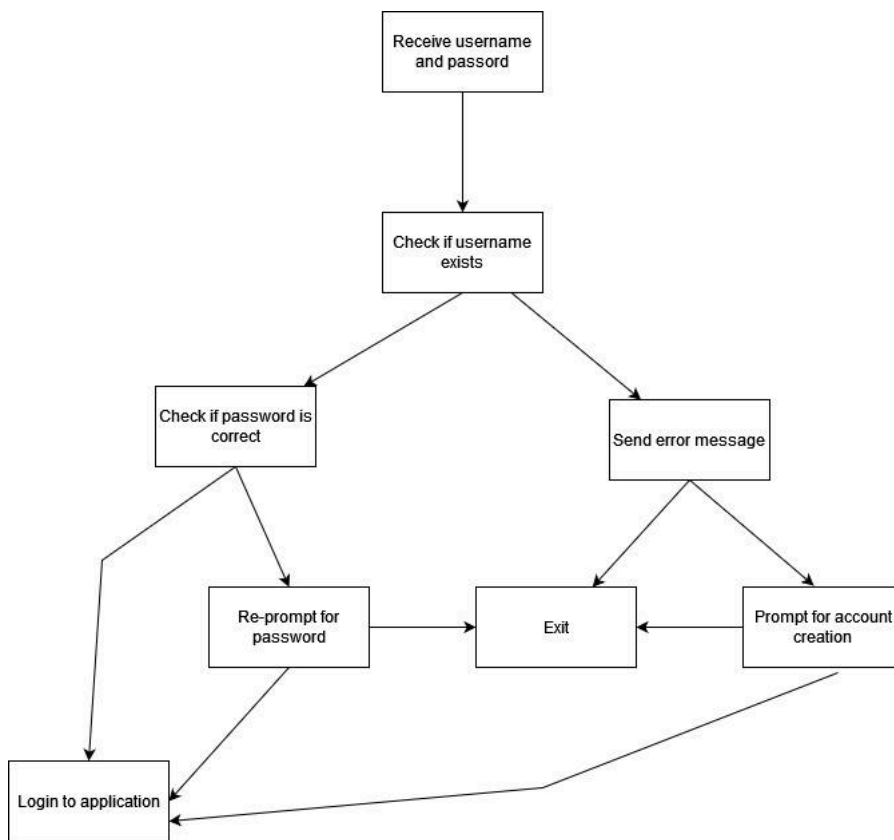 Receive username
and passord
Check if username
exists
Check if password is
correct
Send error message
Re-prompt for
password
Exit
Prompt for account
creation
Login to application